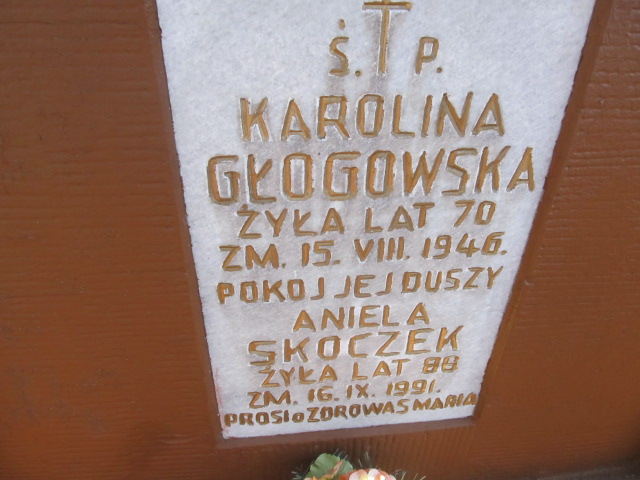 Ś. P.
KAROLINA
GŁOGOWSKA
ŻYŁA LAT 70
ZM. 15. VIII. 1946.
POKOJ JEJ DUSZY
ANIELA
SKOCZEK
ŻYŁA LAT 88
ZM. 16. IX. 1991.
PROSI o ZDROWAS MARIA